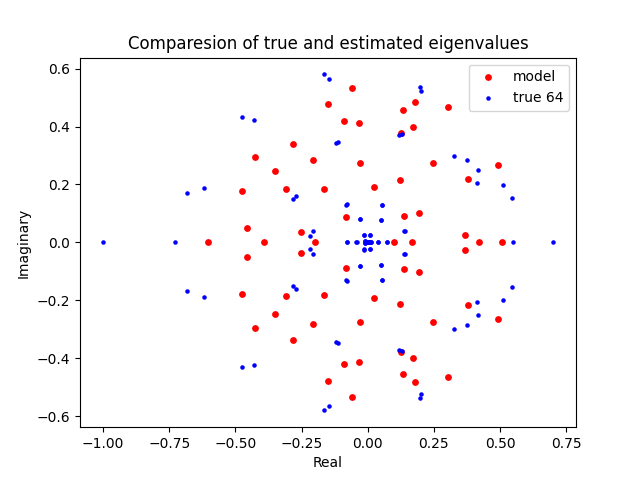 Comparesion of true and estimated eigenvalues
model
true 64
Imaginary
0.6
0.4
0.2
0.0
−0.2
−0.4
−0.6
−1.00 −0.75 −0.50 −0.25 0.00 0.25 0.50 0.75
Real